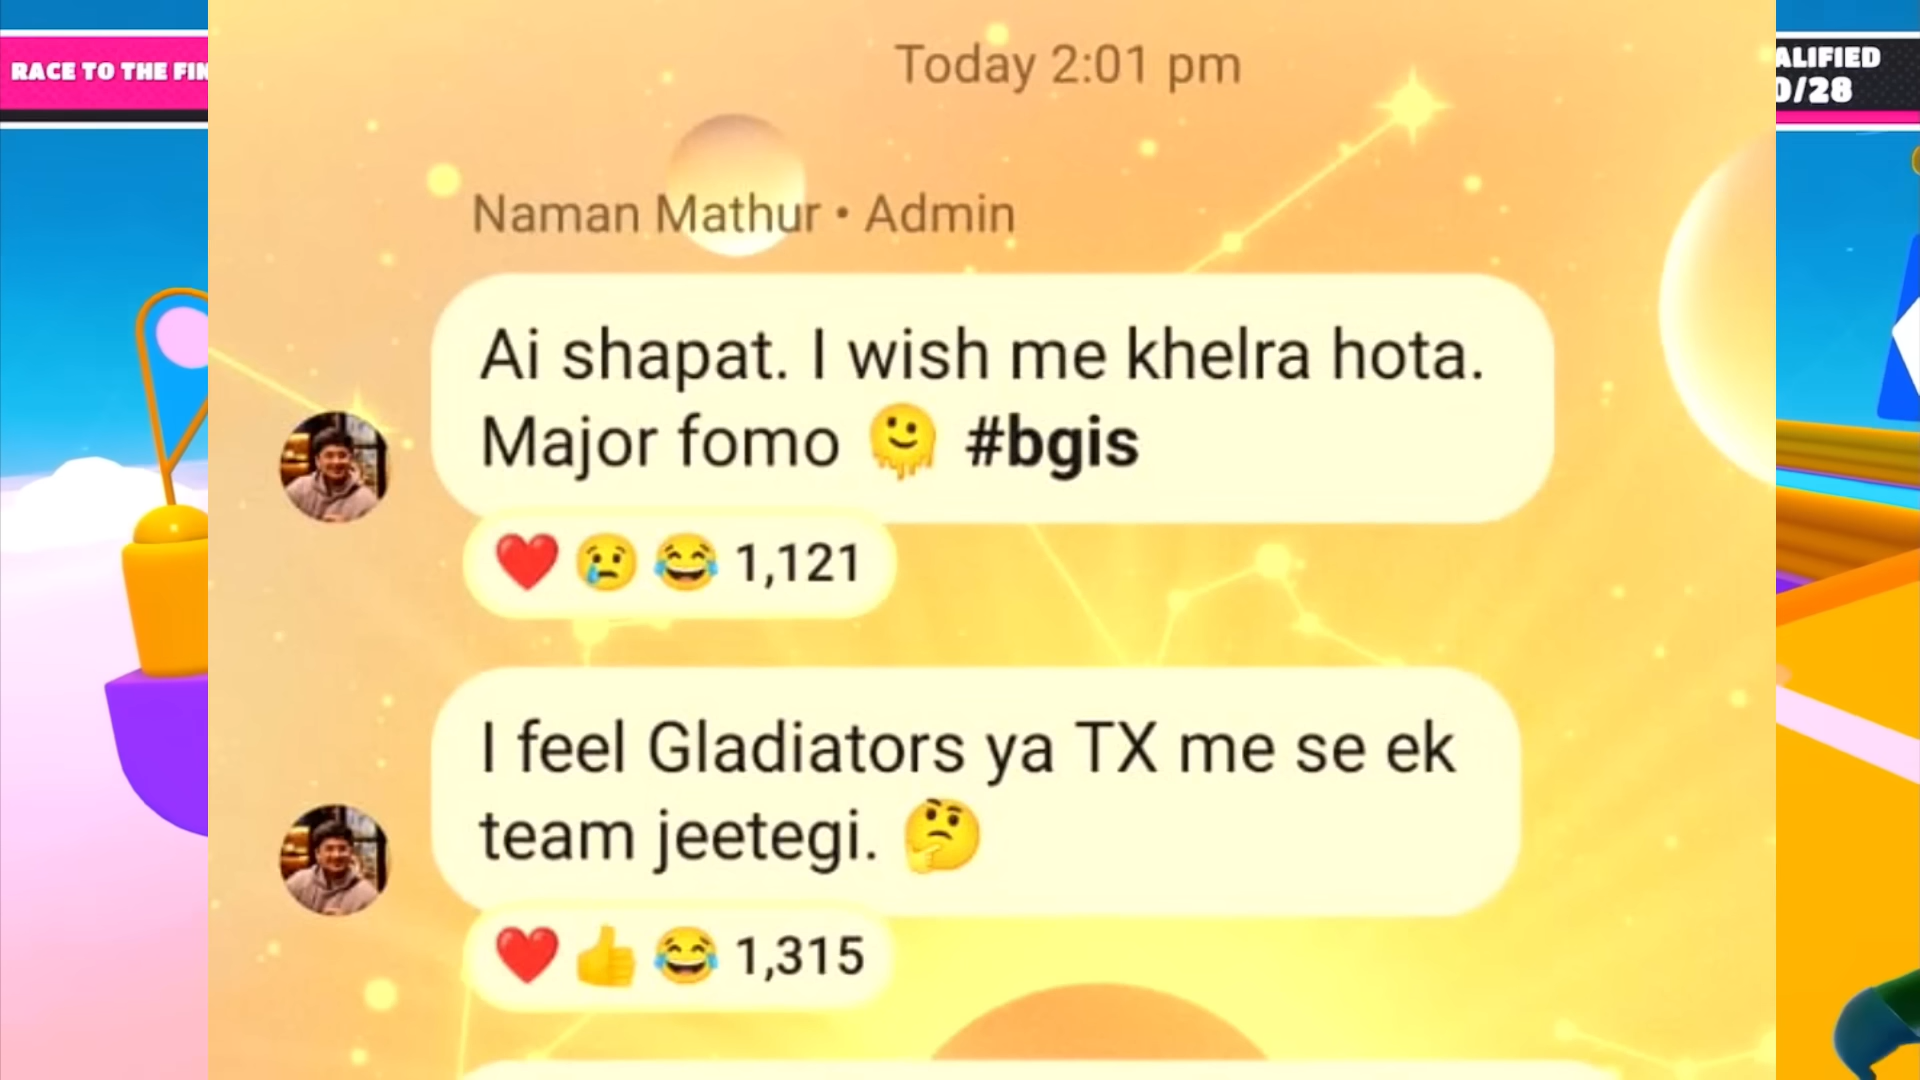 RACE TO THE FIN
ALIFIED
0/28
Today 2:01 pm
Naman Mathur • Admin
Ai shapat. I wish me khelra hota.
Major fomo 🫠 #bgis
❤️ 😢 😂 1,121
I feel Gladiators ya TX me se ek
team jeetegi. 🤔
❤️ 👍 😂 1,315